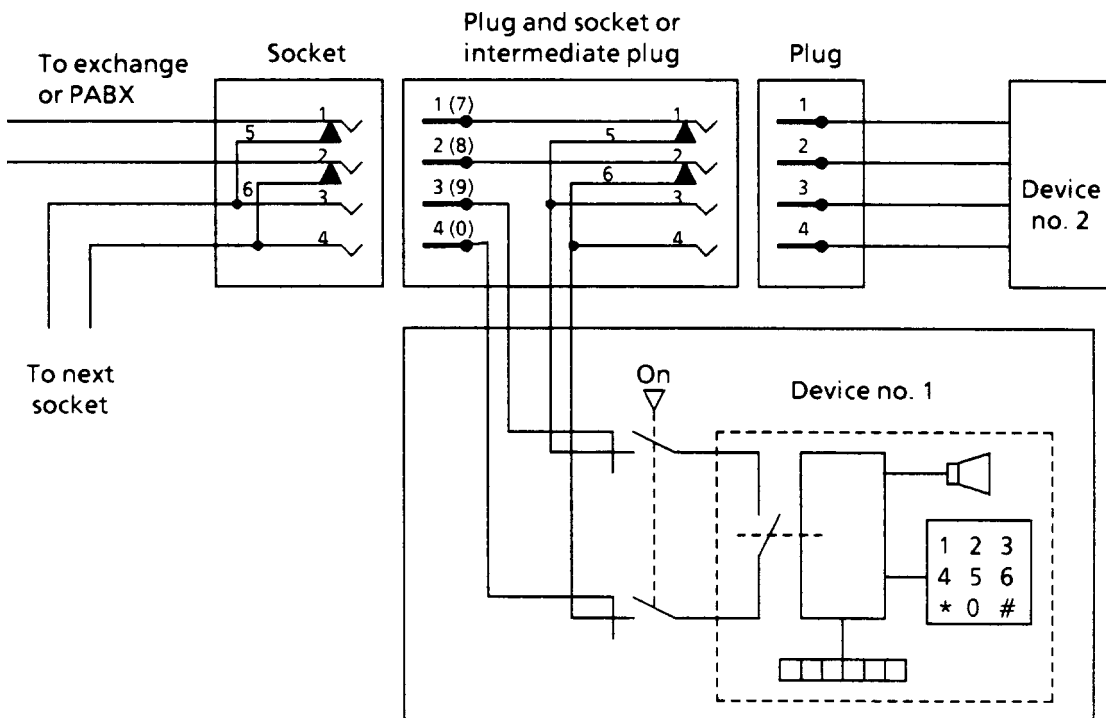 To exchange
or PABX
Socket
Plug and socket or
intermediate plug
Plug
1
5
2
6
3
4
1 (7)
2 (8)
3 (9)
4 (0)
1
5
2
6
3
4
1
2
3
4
Device
no. 2
To next
socket
On
Device no. 1
1 2 3
4 5 6
* 0 #